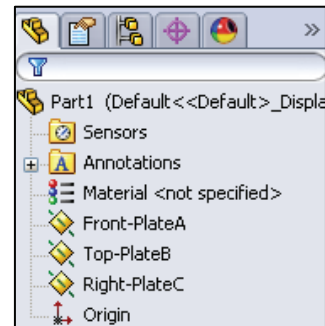 »
Part1 (Default<<Default>_Displa
Sensors
A Annotations
Material <not specified>
Front-PlateA
Top-PlateB
Right-PlateC
Origin